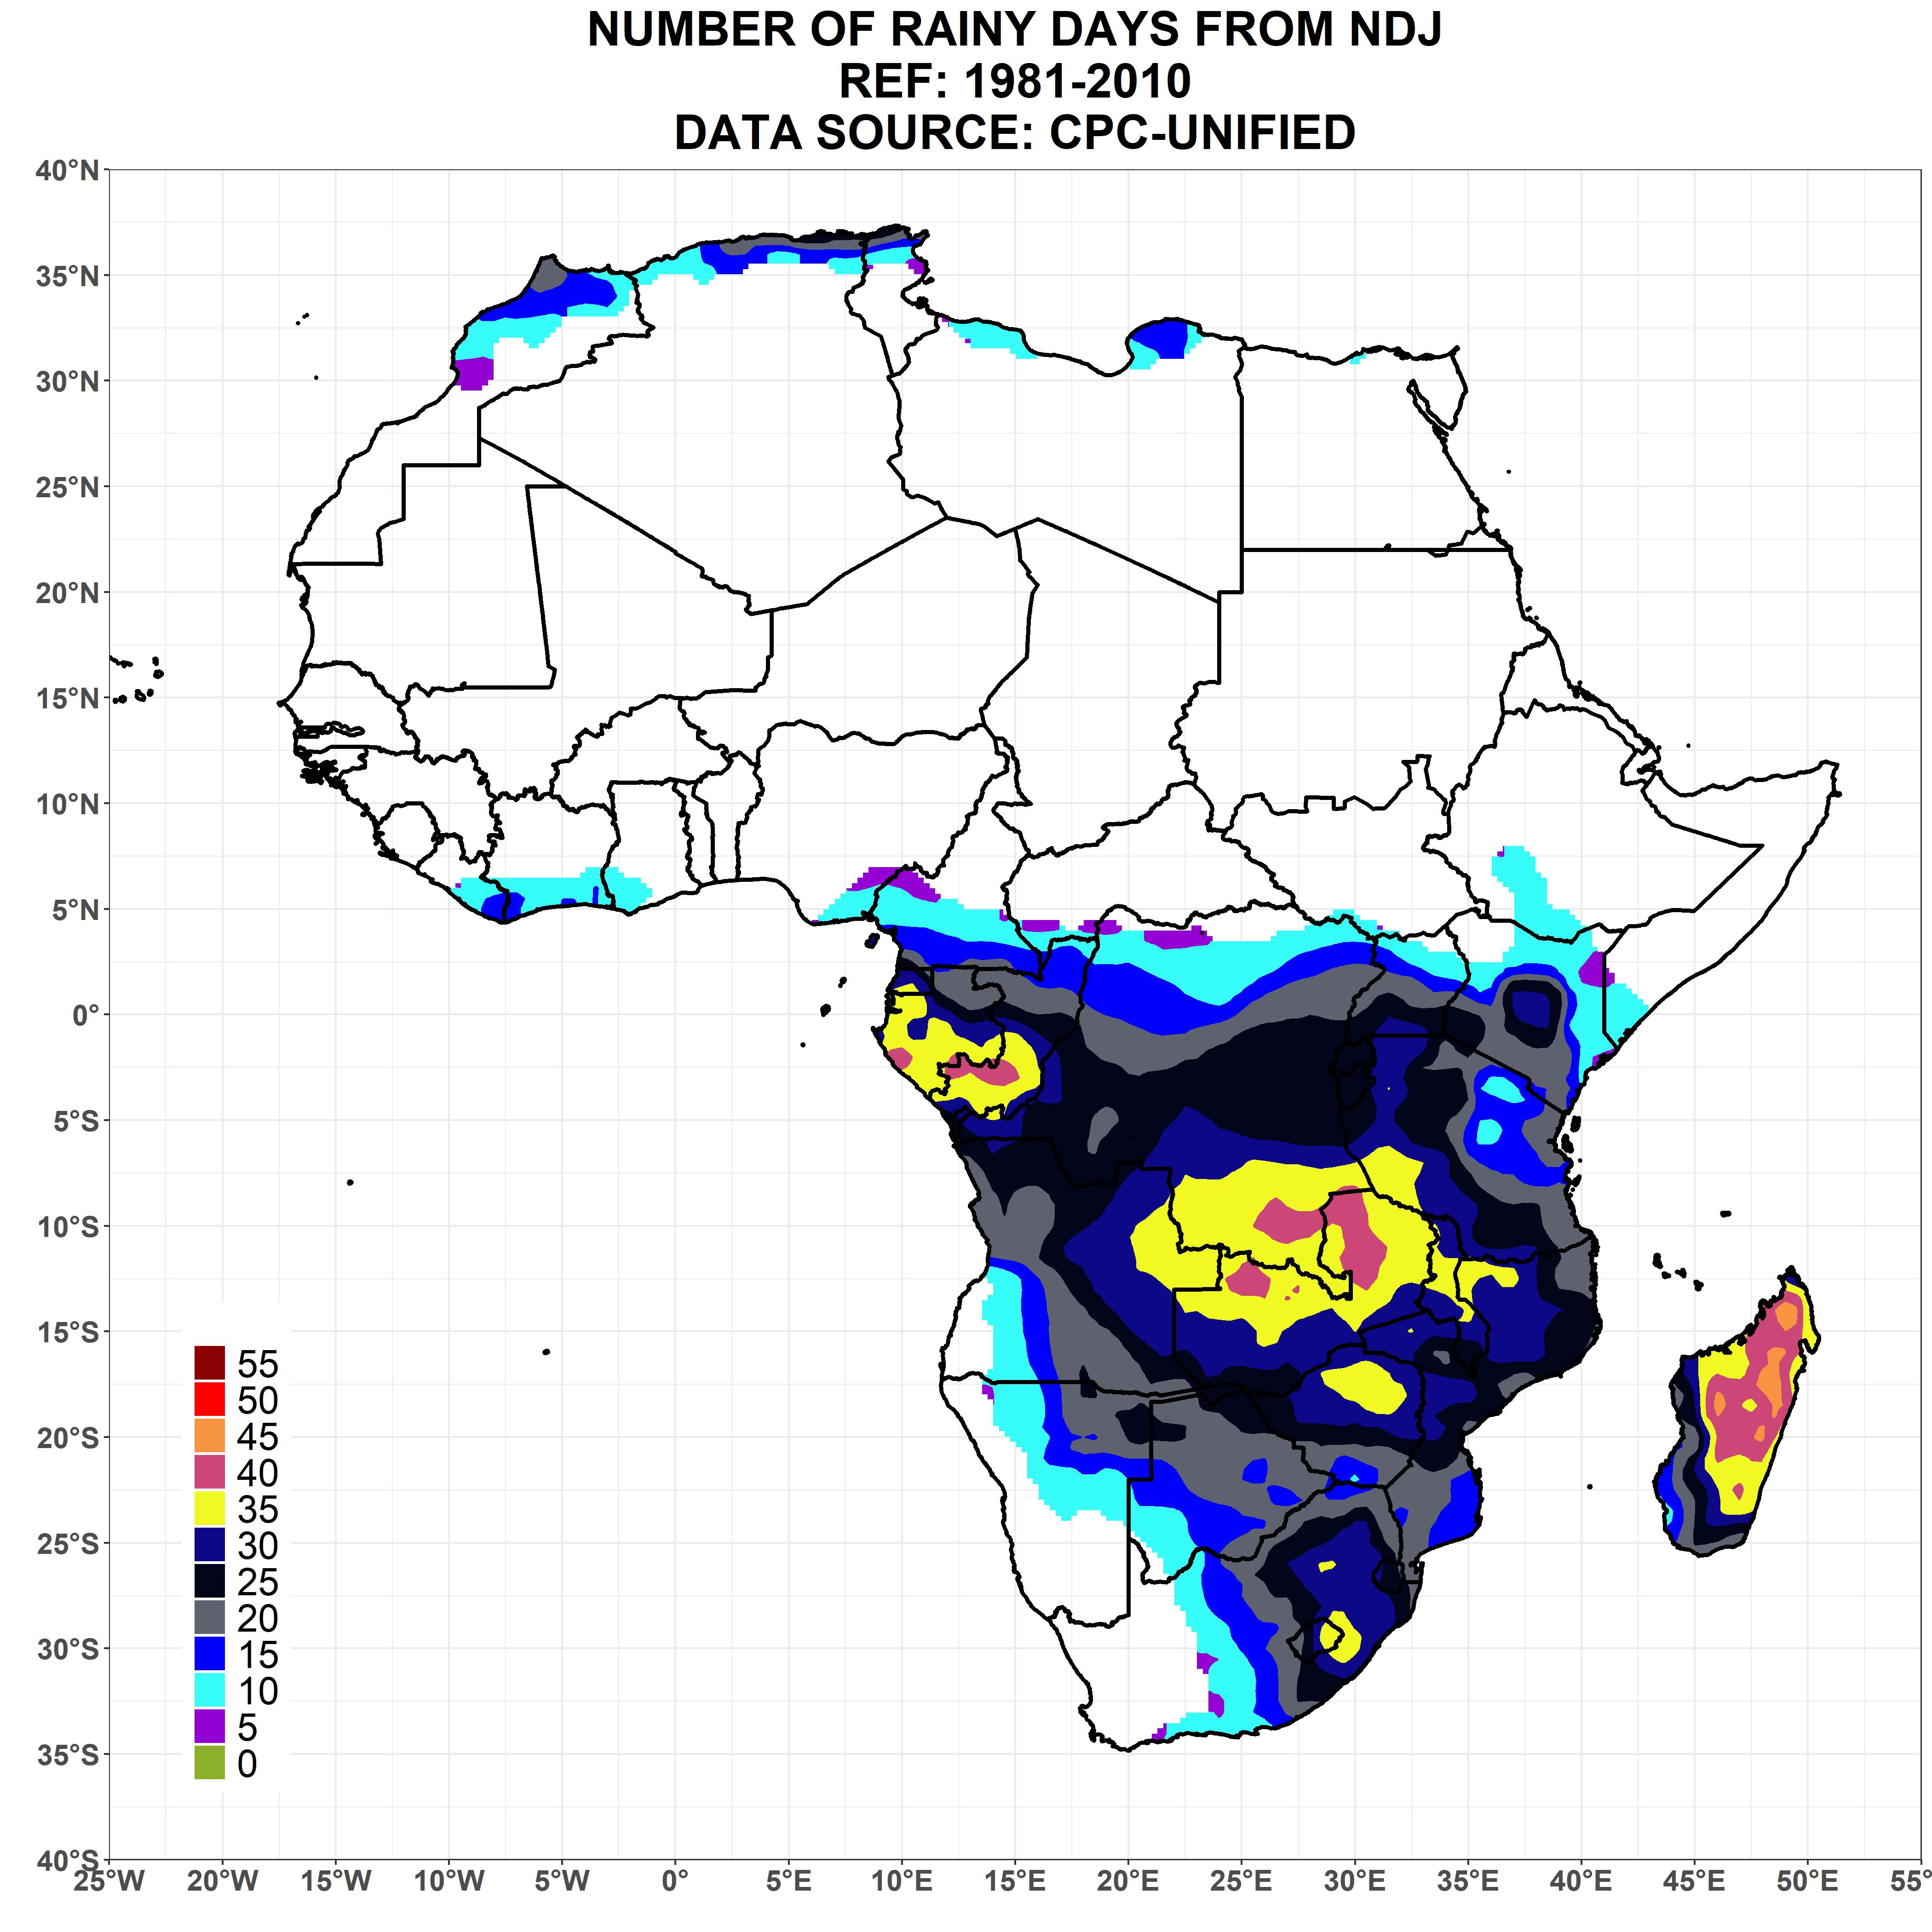 NUMBER OF RAINY DAYS FROM NDJ
REF: 1981-2010
DATA SOURCE: CPC-UNIFIED
40°N
35°N
30°N
25°N
20°N
15°N
10°N
5°N
0°
5°S
10°S
15°S
20°S
25°S
30°S
35°S
40°S
55
50
45
40
35
30
25
20
15
10
5
0
25°W 20°W 15°W 10°W 5°W 0° 5°E 10°E 15°E 20°E 25°E 30°E 35°E 40°E 45°E 50°E 55°